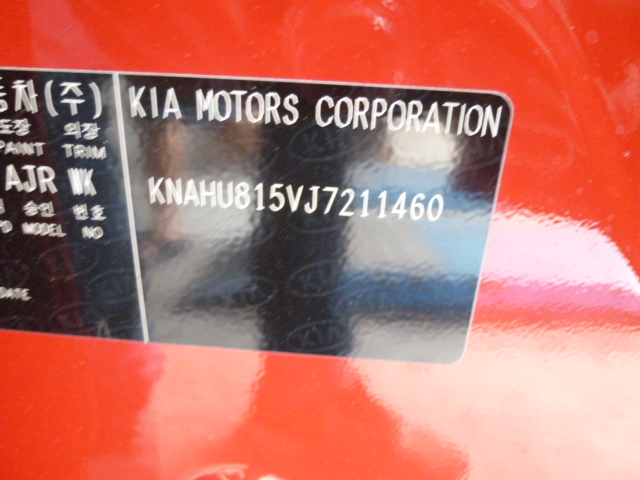 차(주)
KIA MOTORS CORPORATION
도장 외장
PAINT TRIM
AJR WK
KNAHU815VJ7211460
승인 번호
MODEL NO
DATE